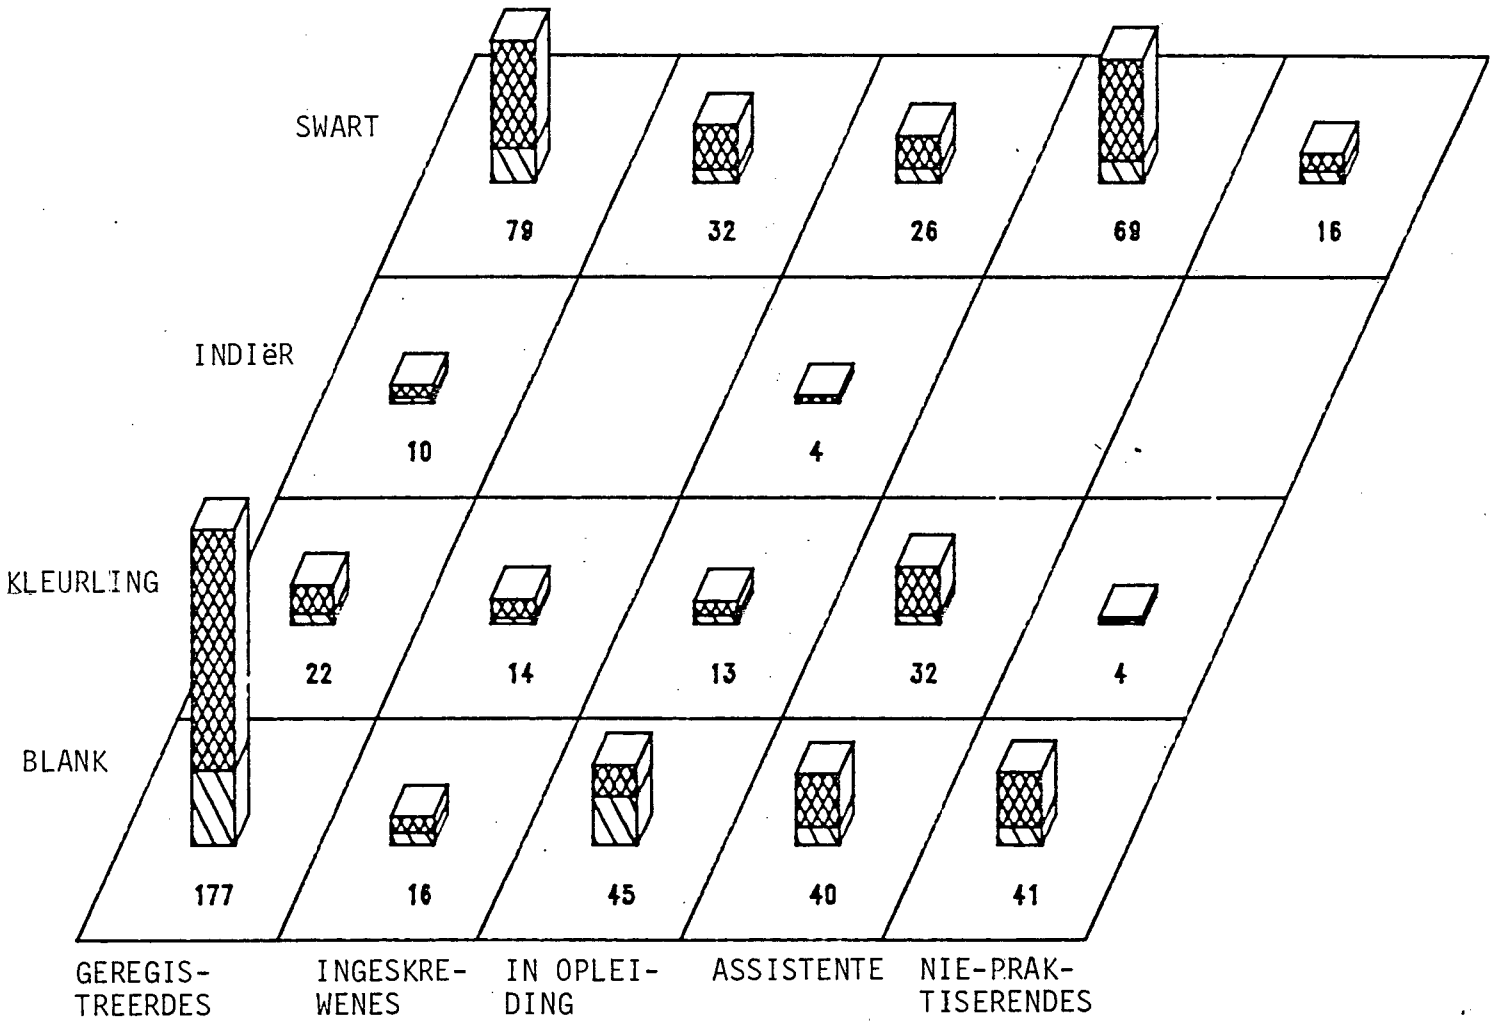 SWART
79 32 26 69 16
INDIëR
10 4
KLEURLING
22 14 13 32 4
BLANK
177 16 45 40 41
GEREGIS- INGESKRE- IN OPLEI- ASSISTENTE NIE-PRAK-
TREERDES WENES DING TISERENDES